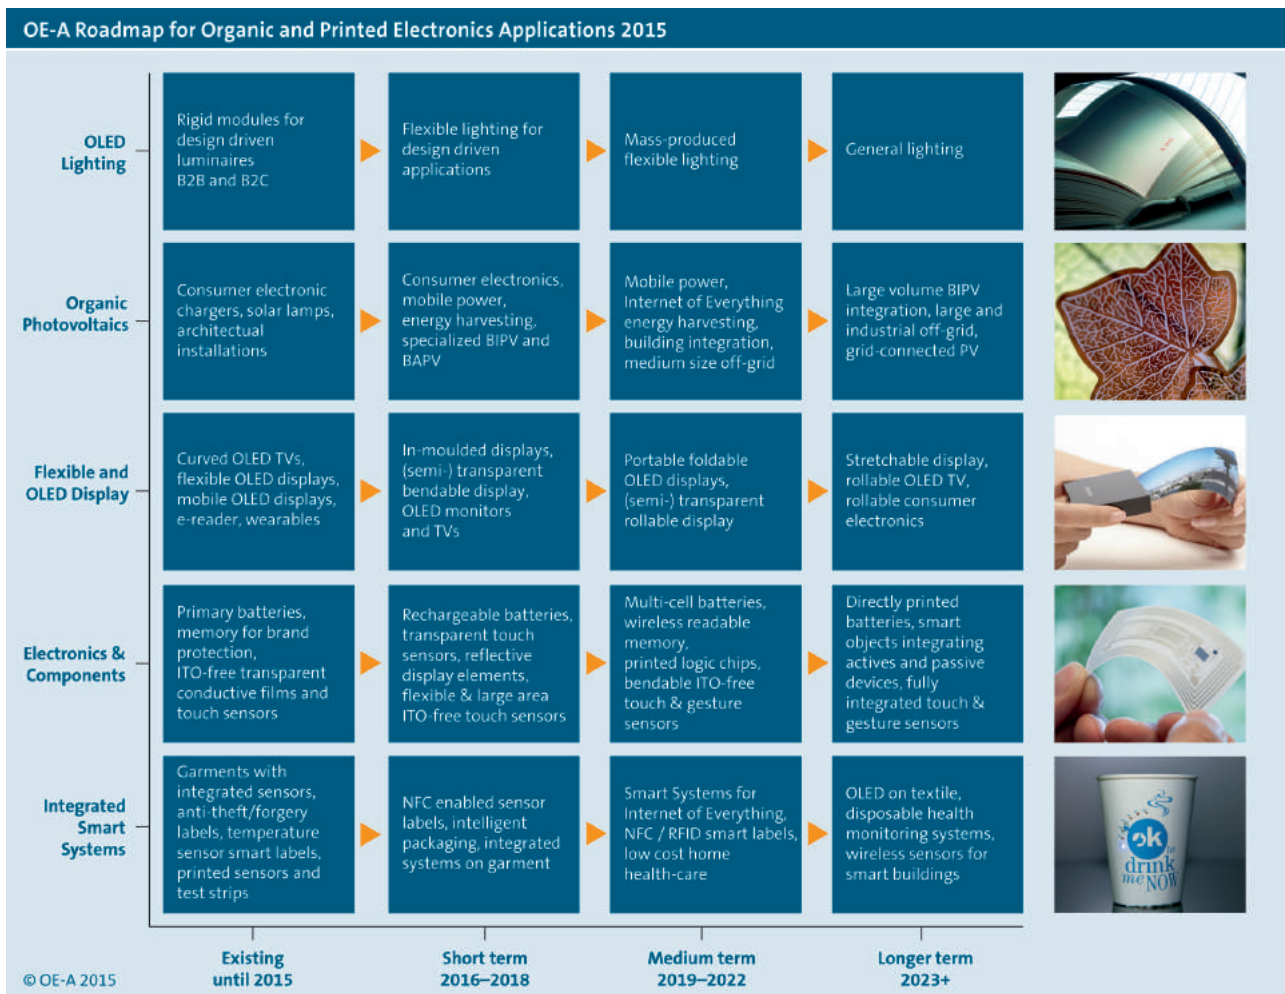 OE-A Roadmap for Organic and Printed Electronics Applications 2015
OLED
Lighting
Rigid modules for
design driven
luminaires
B2B and B2C
Flexible lighting for
design driven
applications
Mass-produced
flexible lighting
General lighting
Organic
Photovoltaics
Consumer electronic
chargers, solar lamps,
architectual
installations
Consumer electronics,
mobile power,
energy harvesting,
specialized BIPV and
BAPV
Mobile power,
Internet of Everything
energy harvesting,
building integration,
medium size off-grid
Large volume BIPV
integration, large and
industrial off-grid,
grid-connected PV
Flexible and
OLED Display
Curved OLED TVs,
flexible OLED displays,
mobile OLED displays,
e-reader, wearables
In-moulded displays,
(semi-) transparent
bendable display,
OLED monitors
and TVs
Portable foldable
OLED displays,
(semi-) transparent
rollable display
Stretchable display,
rollable OLED TV,
rollable consumer
electronics
Electronics &
Components
Primary batteries,
memory for brand
protection,
ITO-free transparent
conductive films and
touch sensors
Rechargeable batteries,
transparent touch
sensors, reflective
display elements,
flexible & large area
ITO-free touch sensors
Multi-cell batteries,
wireless readable
memory,
printed logic chips,
bendable ITO-free
touch & gesture
sensors
Directly printed
batteries, smart
objects integrating
actives and passive
devices, fully
integrated touch &
gesture sensors
Integrated
Smart
Systems
Garments with
integrated sensors,
anti-theft/forgery
labels, temperature
sensor smart labels,
printed sensors and
test strips
NFC enabled sensor
labels, intelligent
packaging, integrated
systems on garment
Smart Systems for
Internet of Everything,
NFC / RFID smart labels,
low cost home
health-care
OLED on textile,
disposable health
monitoring systems,
wireless sensors for
smart buildings
ok
to
drink
me NOW
Existing
until 2015
Short term
2016–2018
Medium term
2019–2022
Longer term
2023+
© OE-A 2015